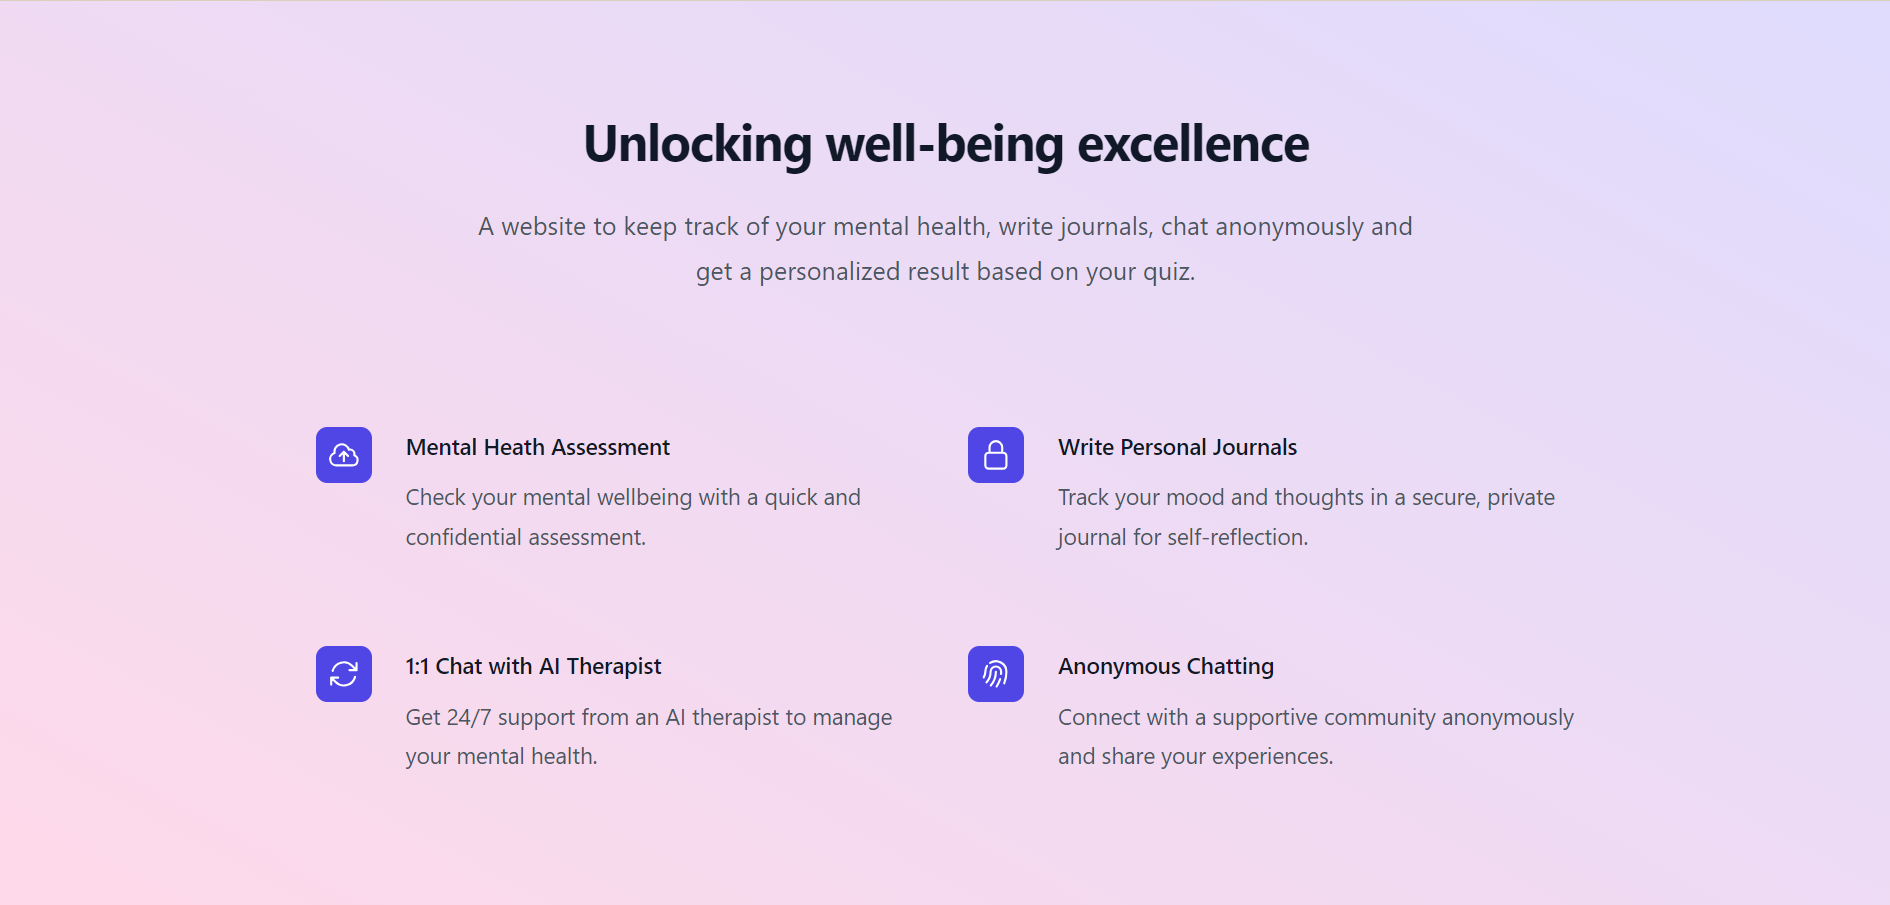 Unlocking well-being excellence
A website to keep track of your mental health, write journals, chat anonymously and
get a personalized result based on your quiz.
Mental Heath Assessment
Check your mental wellbeing with a quick and
confidential assessment.
Write Personal Journals
Track your mood and thoughts in a secure, private
journal for self-reflection.
1:1 Chat with AI Therapist
Get 24/7 support from an AI therapist to manage
your mental health.
Anonymous Chatting
Connect with a supportive community anonymously
and share your experiences.